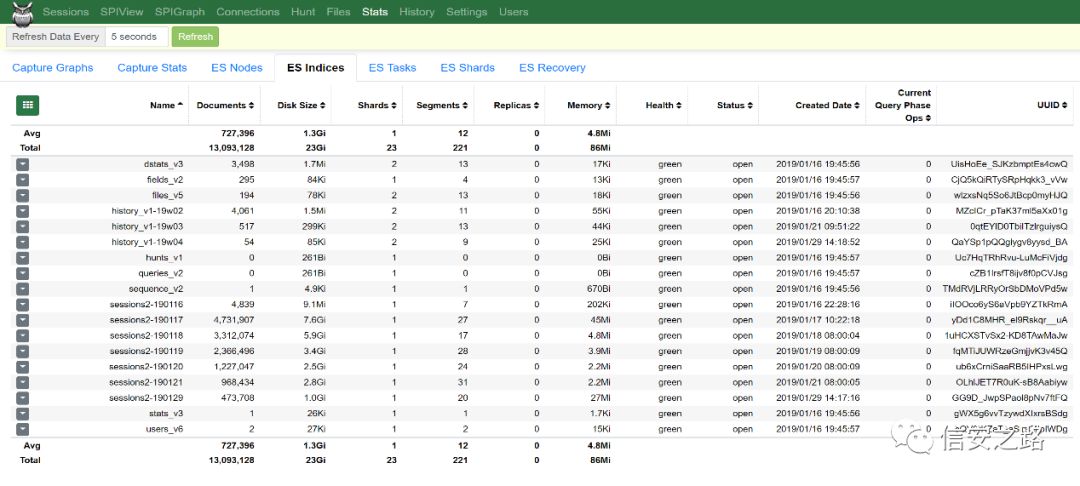 Sessions SPIView SPIGraph Connections Hunt Files Stats History Settings Users
Refresh Data Every 5 seconds Refresh
Capture Graphs Capture Stats ES Nodes ES Indices ES Tasks ES Shards ES Recovery
Name Documents Disk Size Shards Segments Replicas Memory Health Status Created Date Current Query Phase Ops UUID
Avg 727,396 1.3Gi 1 12 0 4.8Mi
Total 13,093,128 23Gi 23 221 0 86Mi
dstats_v3 3,498 1.7Mi 2 13 0 17Ki green open 2019/01/16 19:45:56 0 UisHoEe_SJKzbmptEs4cwQ
fields_v2 295 84Ki 1 4 0 13Ki green open 2019/01/16 19:45:57 0 CjQ5kQiRTySRpHqkk3_vVw
files_v5 194 78Ki 2 13 0 18Ki green open 2019/01/16 19:45:56 0 wlzxsNq5So6JtBcp0myHJQ
history_v1-19w02 4,061 1.5Mi 2 11 0 55Ki green open 2019/01/16 20:10:38 0 MZcICr_pTaK37ml5aXx01g
history_v1-19w03 517 299Ki 2 13 0 44Ki green open 2019/01/21 09:51:22 0 0qtEYlD0TbilTzlrguiysQ
history_v1-19w04 54 85Ki 2 9 0 25Ki green open 2019/01/29 14:18:52 0 QaYSp1pQQglygv8yysd_BA
hunts_v1 0 261Bi 1 0 0 0Bi green open 2019/01/16 19:45:57 0 Uc7HqTRhRvu-LuMcFiVjdg
queries_v2 0 261Bi 1 0 0 0Bi green open 2019/01/16 19:45:57 0 cZB1IrsfT8ijv8f0pCVJsg
sequence_v2 1 4.9Ki 1 1 0 670Bi green open 2019/01/16 19:45:56 0 TMdRVjLRRyOrSbDMoVPd5w
sessions2-190116 4,839 9.1Mi 1 7 0 202Ki green open 2019/01/16 22:28:16 0 iIOOco6yS6aVpb9YZTkRmA
sessions2-190117 4,731,907 7.6Gi 1 27 0 45Mi green open 2019/01/17 10:22:18 0 yDd1C8MHR_eI9Rskqr__uA
sessions2-190118 3,312,074 5.9Gi 1 17 0 4.8Mi green open 2019/01/18 08:00:04 0 1uHCXSTvSx2-KD8TAwMaJw
sessions2-190119 2,366,496 3.4Gi 1 28 0 3.9Mi green open 2019/01/19 08:00:09 0 fqMTiJUWRzeGmjjvK3v45Q
sessions2-190120 1,227,047 2.5Gi 1 24 0 2.2Mi green open 2019/01/20 08:00:09 0 ub6xCmiSaaRB5IHPxsLwg
sessions2-190121 968,434 2.8Gi 1 31 0 2.2Mi green open 2019/01/21 08:00:05 0 OLhlJET7R0uK-sB8Aabiyw
sessions2-190129 473,708 1.0Gi 1 20 0 27Mi green open 2019/01/29 14:17:16 0 GG9D_JwpSPaoI8pNv7ftFQ
stats_v3 1 26Ki 1 1 0 1.7Ki green open 2019/01/16 19:45:56 0 gWX5g6vvTzywdXIxrsBSdg
users_v6 2 27Ki 1 2 0 15Ki green open 2019/01/16 19:45:57 0
Avg 727,396 1.3Gi 1 12 0 4.8Mi
Total 13,093,128 23Gi 23 221 0 86Mi
信安之路